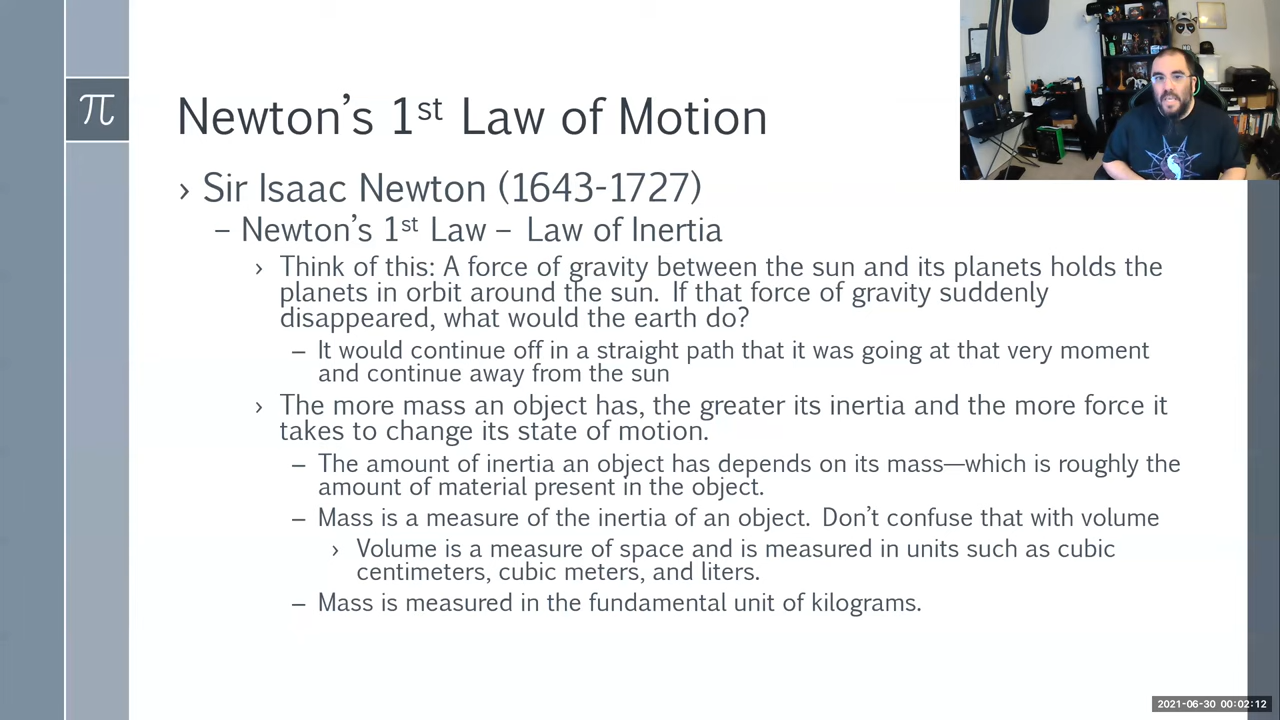 π
Newton’s 1st Law of Motion
› Sir Isaac Newton (1643-1727)
– Newton’s 1st Law – Law of Inertia
› Think of this: A force of gravity between the sun and its planets holds the
planets in orbit around the sun. If that force of gravity suddenly
disappeared, what would the earth do?
– It would continue off in a straight path that it was going at that very moment
and continue away from the sun
› The more mass an object has, the greater its inertia and the more force it
takes to change its state of motion.
– The amount of inertia an object has depends on its mass—which is roughly the
amount of material present in the object.
– Mass is a measure of the inertia of an object. Don’t confuse that with volume
› Volume is a measure of space and is measured in units such as cubic
centimeters, cubic meters, and liters.
– Mass is measured in the fundamental unit of kilograms.
2021-06-30 00:02:12